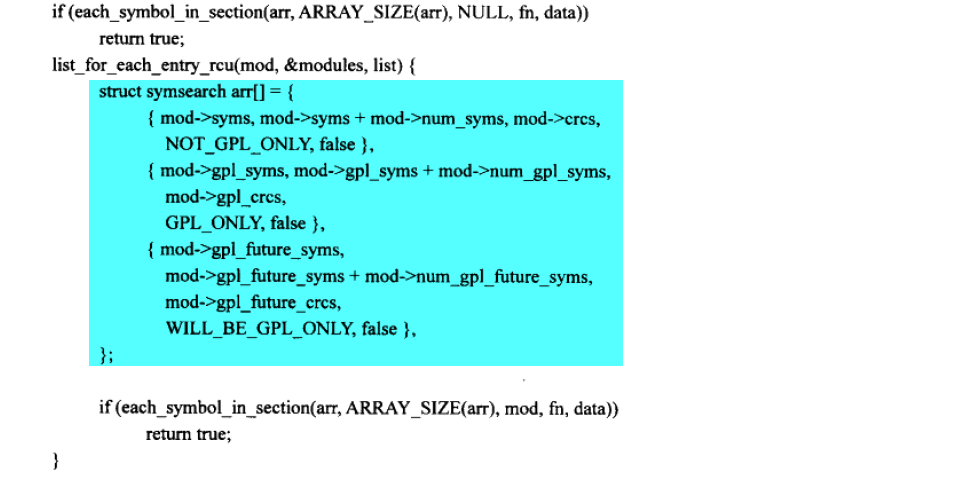 if (each_symbol_in_section(arr, ARRAY_SIZE(arr), NULL, fn, data))
return true;
list_for_each_entry_rcu(mod, &modules, list) {
struct symsearch arr[] = {
{ mod->syms, mod->syms + mod->num_syms, mod->crcs,
NOT_GPL_ONLY, false },
{ mod->gpl_syms, mod->gpl_syms + mod->num_gpl_syms,
mod->gpl_crcs,
GPL_ONLY, false },
{ mod->gpl_future_syms,
mod->gpl_future_syms + mod->num_gpl_future_syms,
mod->gpl_future_crcs,
WILL_BE_GPL_ONLY, false },
};
if (each_symbol_in_section(arr, ARRAY_SIZE(arr), mod, fn, data))
return true;
}